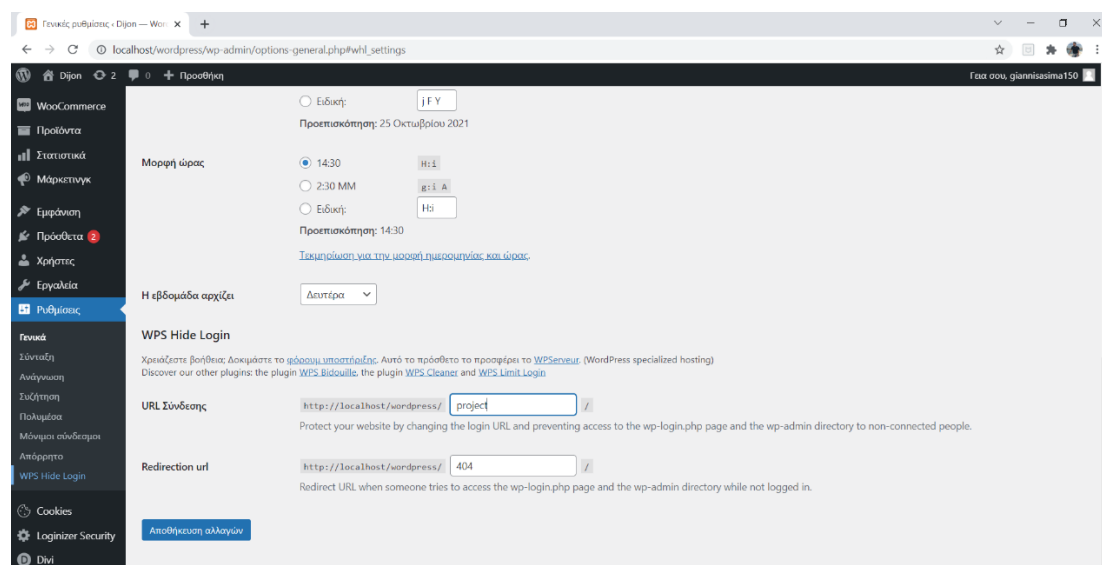 Γενικές ρυθμίσεις ‹ Dijon — Wor
localhost/wordpress/wp-admin/options-general.php#whl_settings
Dijon 2 0 Προσθήκη Γεια σου, giannisasima150
WooCommerce
Προϊόντα
Στατιστικά
Μάρκετινγκ
Εμφάνιση
Πρόσθετα 2
Χρήστες
Εργαλεία
Ρυθμίσεις
Γενικά
Σύνταξη
Ανάγνωση
Συζήτηση
Πολυμέσα
Μόνιμοι σύνδεσμοι
Απόρρητο
WPS Hide Login
Cookies
Loginizer Security
Divi
Ειδική: j F Y
Προεπισκόπηση: 25 Οκτωβρίου 2021
Μορφή ώρας 14:30 H:i
2:30 ΜΜ g:i A
Ειδική: H:i
Προεπισκόπηση: 14:30
Τεκμηρίωση για την μορφή ημερομηνίας και ώρας.
Η εβδομάδα αρχίζει Δευτέρα
WPS Hide Login
Χρειάζεστε βοήθεια; Δοκιμάστε το φόρουμ υποστήριξης. Αυτό το πρόσθετο το προσφέρει το WPServeur. (WordPress specialized hosting)
Discover our other plugins: the plugin WPS Bidouille, the plugin WPS Cleaner and WPS Limit Login
URL Σύνδεσης http://localhost/wordpress/ project /
Protect your website by changing the login URL and preventing access to the wp-login.php page and the wp-admin directory to non-connected people.
Redirection url http://localhost/wordpress/ 404 /
Redirect URL when someone tries to access the wp-login.php page and the wp-admin directory while not logged in.
Αποθήκευση αλλαγών